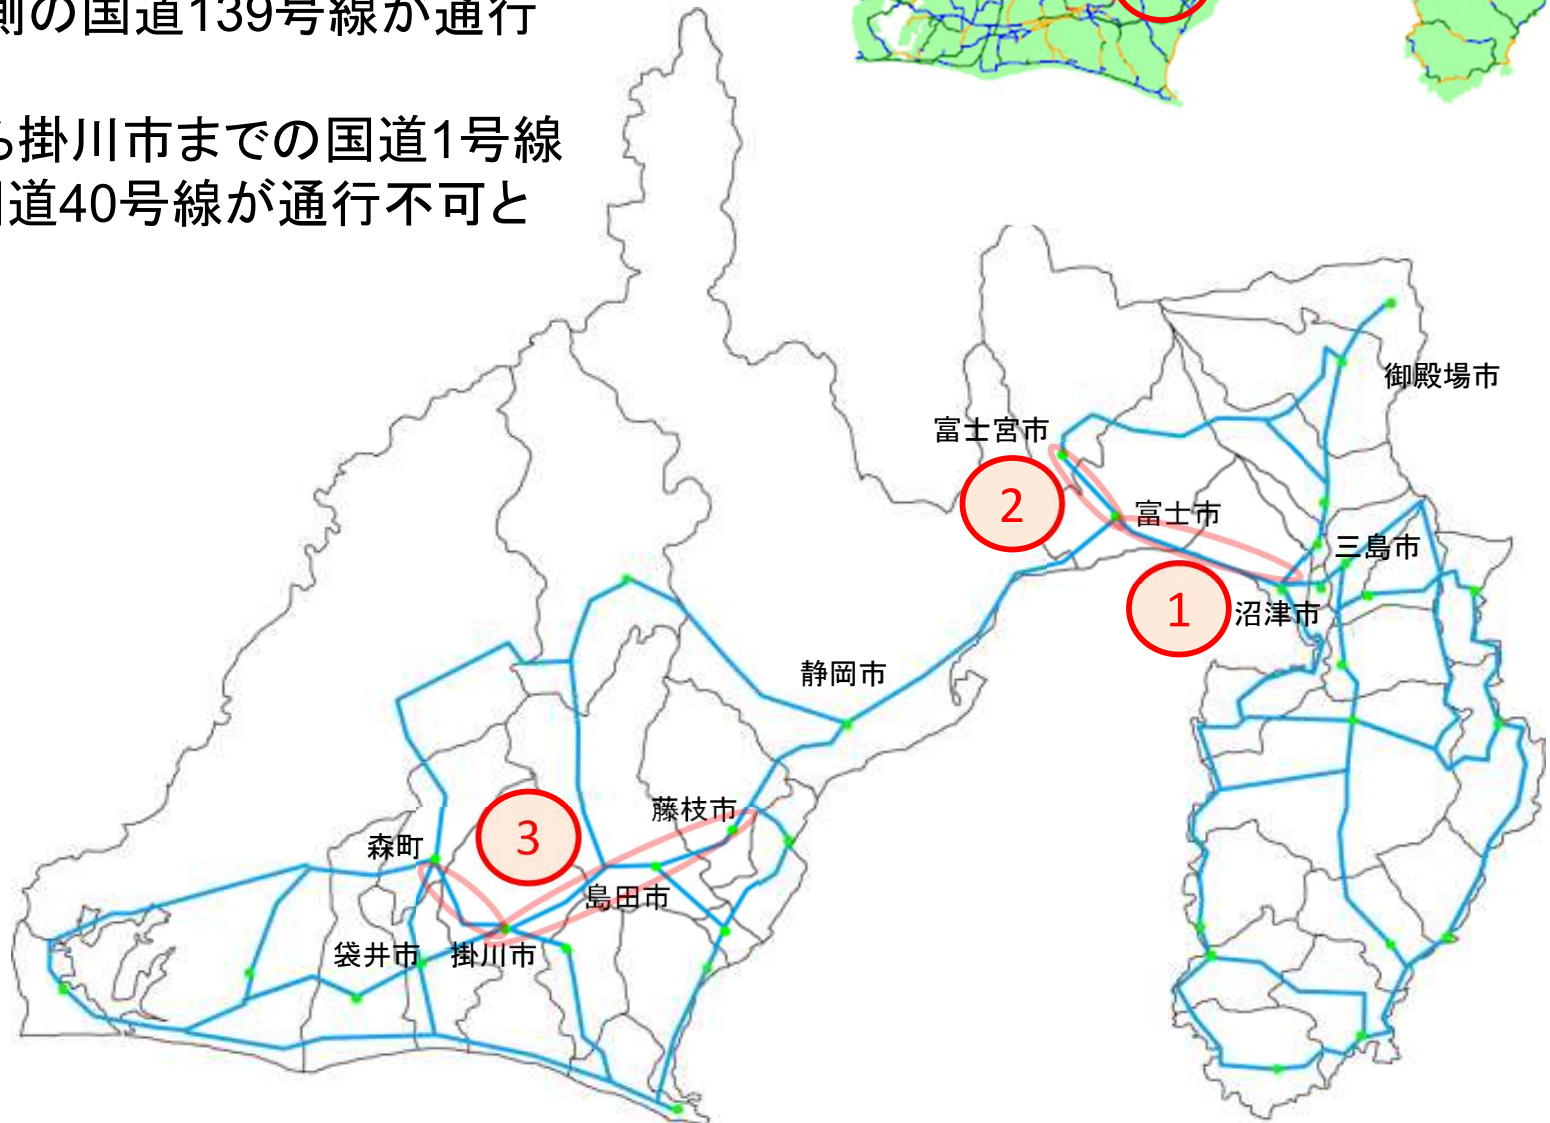 側の国道139号線が通行
ら掛川市までの国道1号線
道40号線が通行不可と
御殿場市
富士宮市
2
富士市
三島市
1
沼津市
静岡市
藤枝市
3
森町
島田市
袋井市
掛川市